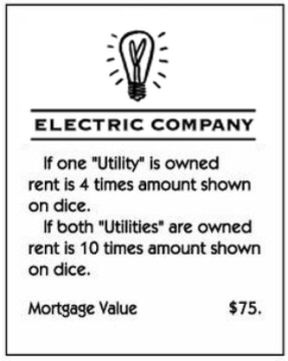 ELECTRIC COMPANY
If one "Utility" is owned
rent is 4 times amount shown
on dice.
If both "Utilities" are owned
rent is 10 times amount shown
on dice.
Mortgage Value $75.